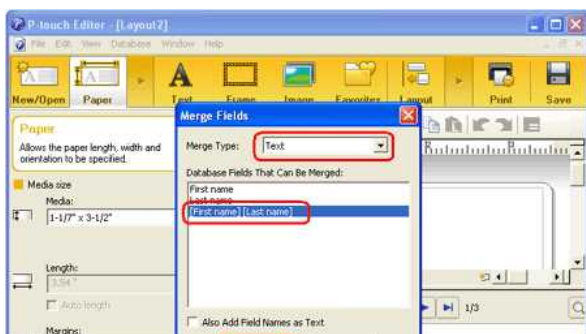 P-touch Editor - [Layout2]
File Edit View Database Window Help
New/Open Paper Text Frame Image Favorites Layout Print Save
Paper
Allows the paper length, width and
orientation to be specified.
Media size
Media:
1-1/7" x 3-1/2"
Length:
3.54"
Auto length
Margins:
Merge Fields
Merge Type: Text
Database Fields That Can Be Merged:
First name
Last name
[First name] [Last name]
Also Add Field Names as Text
1/3